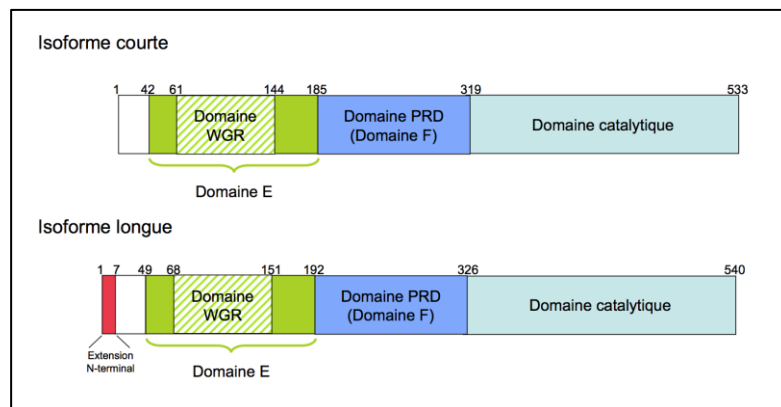 Isoforme courte
1 42 61 144 185 319 533
Domaine
WGR
Domaine PRD
(Domaine F)
Domaine catalytique
Domaine E
Isoforme longue
1 7 49 68 151 192 326 540
Domaine
WGR
Domaine PRD
(Domaine F)
Domaine catalytique
Extension
N-terminal
Domaine E